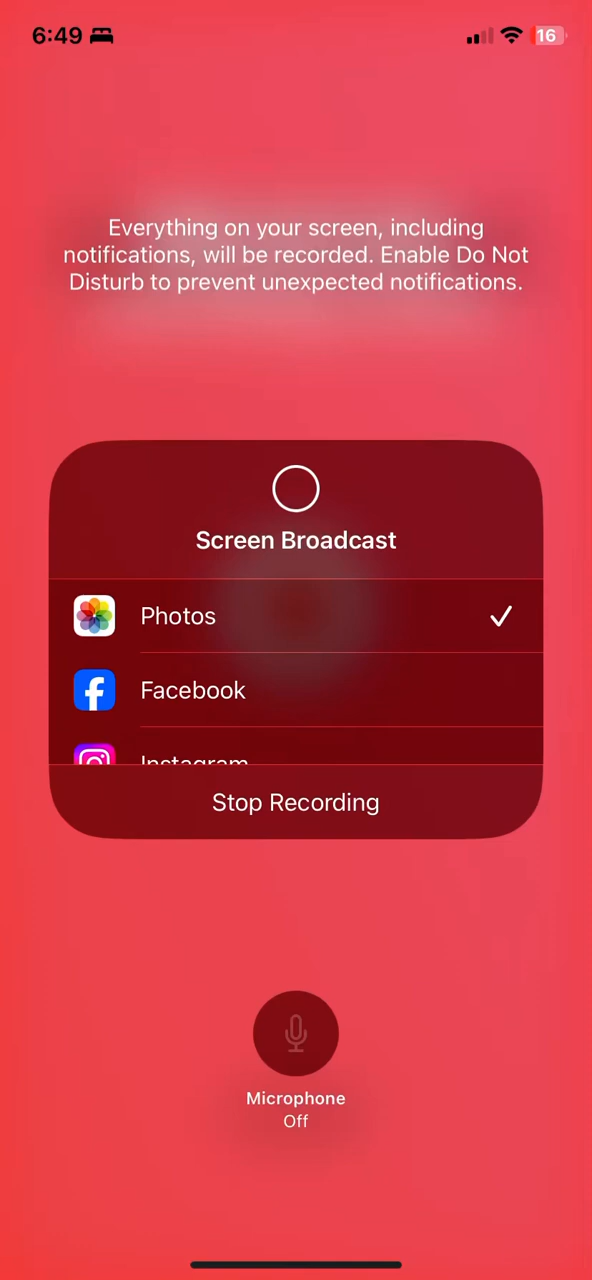 6:49
16
Everything on your screen, including
notifications, will be recorded. Enable Do Not
Disturb to prevent unexpected notifications.
Screen Broadcast
Photos
Facebook
Instagram
Stop Recording
Microphone
Off